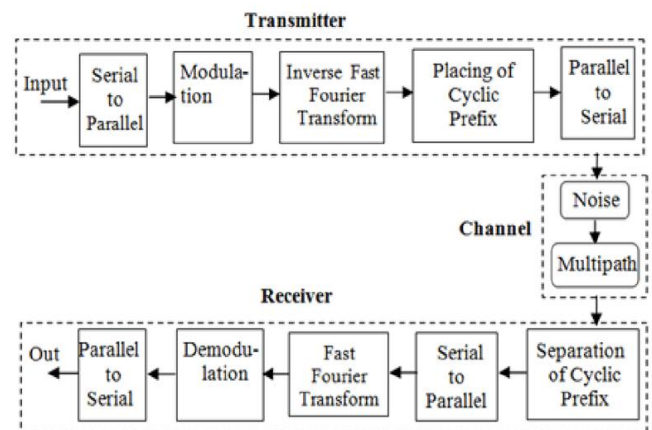 Transmitter
Input
Serial
to
Parallel
Modula-
tion
Inverse Fast
Fourier
Transform
Placing of
Cyclic
Prefix
Parallel
to
Serial
Noise
Channel
Multipath
Receiver
Out
Parallel
to
Serial
Demodu-
lation
Fast
Fourier
Transform
Serial
to
Parallel
Separation
of Cyclic
Prefix